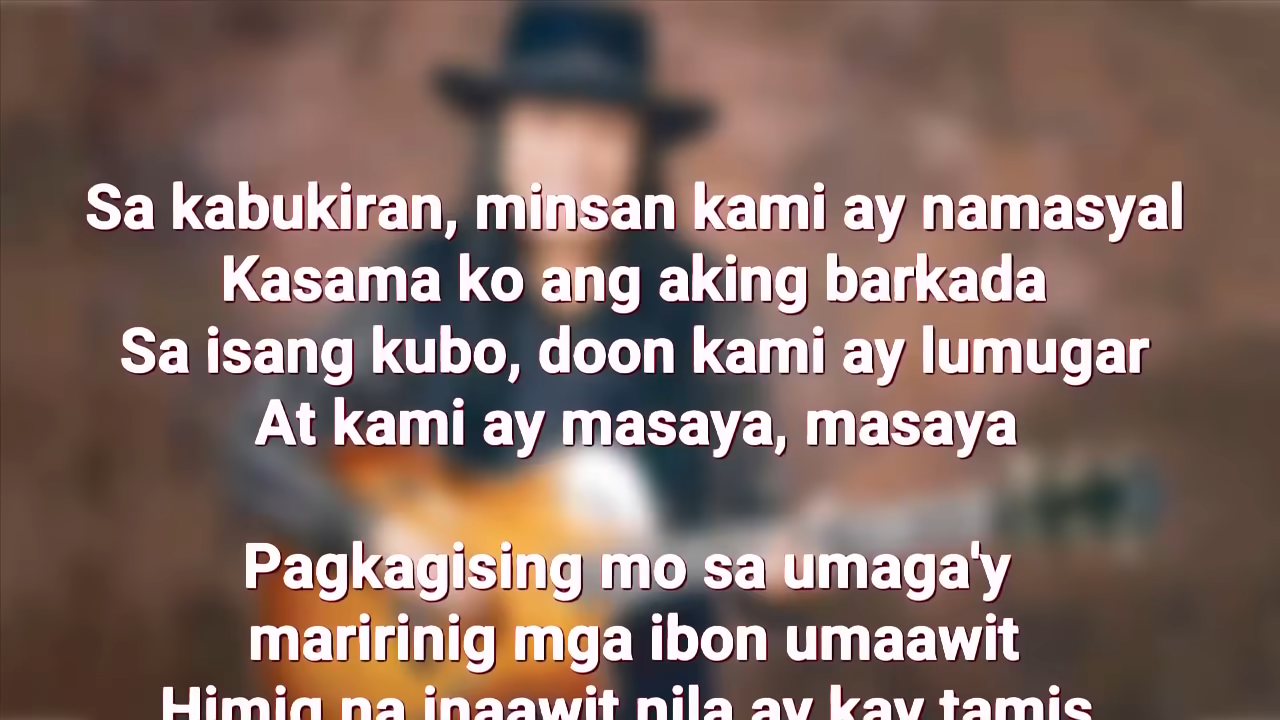 Sa kabukiran, minsan kami ay namasyal
Kasama ko ang aking barkada
Sa isang kubo, doon kami ay lumugar
At kami ay masaya, masaya
Pagkagising mo sa umaga'y
maririnig mga ibon umaawit
Himig na inaawit nila ay kay tamis